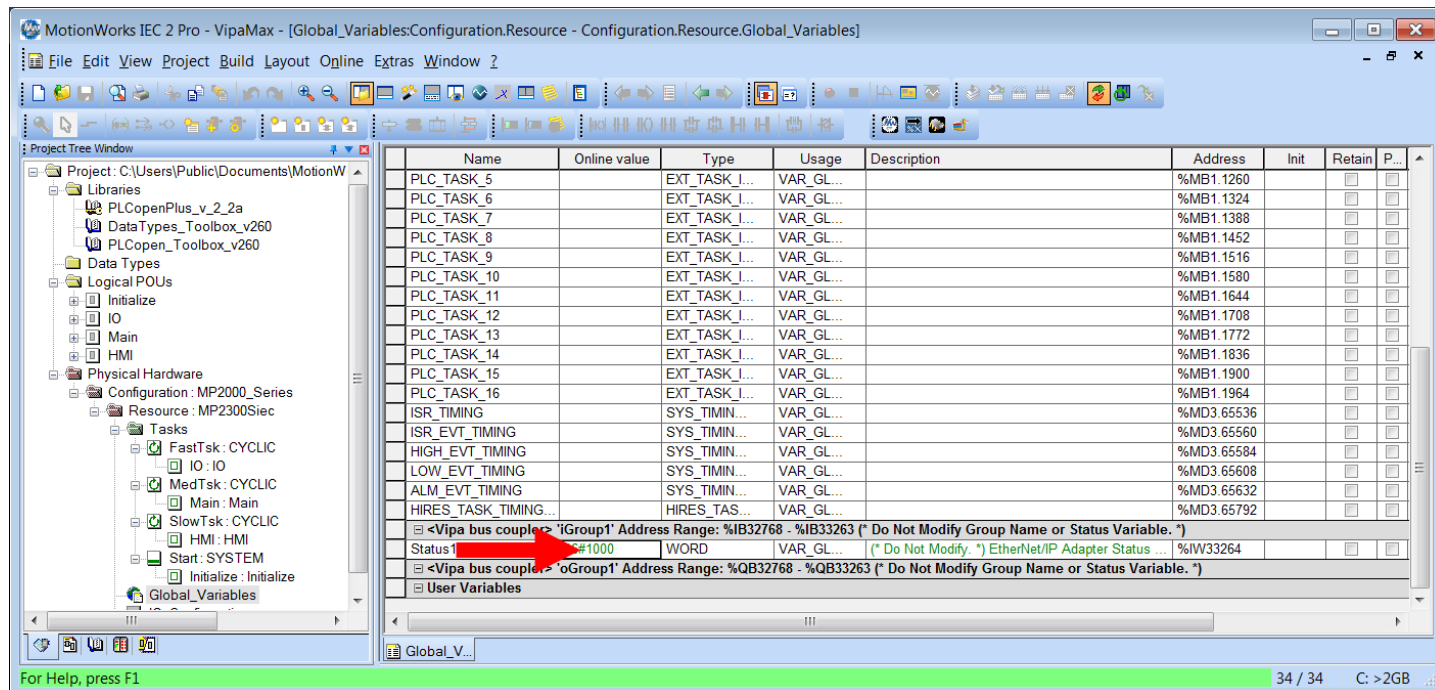 MotionWorks IEC 2 Pro - VipaMax - [Global_Variables:Configuration.Resource - Configuration.Resource.Global_Variables]
File Edit View Project Build Layout Online Extras Window ?
Project Tree Window
Project : C:\Users\Public\Documents\MotionW
Libraries
PLCopenPlus_v_2_2a
DataTypes_Toolbox_v260
PLCopen_Toolbox_v260
Data Types
Logical POUs
Initialize
IO
Main
HMI
Physical Hardware
Configuration : MP2000_Series
Resource : MP2300Siec
Tasks
FastTsk : CYCLIC
IO : IO
MedTsk : CYCLIC
Main : Main
SlowTsk : CYCLIC
HMI : HMI
Start : SYSTEM
Initialize : Initialize
Global_Variables
Name Online value Type Usage Description Address Init Retain P...
PLC_TASK_5 EXT_TASK_I... VAR_GL... %MB1.1260
PLC_TASK_6 EXT_TASK_I... VAR_GL... %MB1.1324
PLC_TASK_7 EXT_TASK_I... VAR_GL... %MB1.1388
PLC_TASK_8 EXT_TASK_I... VAR_GL... %MB1.1452
PLC_TASK_9 EXT_TASK_I... VAR_GL... %MB1.1516
PLC_TASK_10 EXT_TASK_I... VAR_GL... %MB1.1580
PLC_TASK_11 EXT_TASK_I... VAR_GL... %MB1.1644
PLC_TASK_12 EXT_TASK_I... VAR_GL... %MB1.1708
PLC_TASK_13 EXT_TASK_I... VAR_GL... %MB1.1772
PLC_TASK_14 EXT_TASK_I... VAR_GL... %MB1.1836
PLC_TASK_15 EXT_TASK_I... VAR_GL... %MB1.1900
PLC_TASK_16 EXT_TASK_I... VAR_GL... %MB1.1964
ISR_TIMING SYS_TIMIN... VAR_GL... %MD3.65536
ISR_EVT_TIMING SYS_TIMIN... VAR_GL... %MD3.65560
HIGH_EVT_TIMING SYS_TIMIN... VAR_GL... %MD3.65584
LOW_EVT_TIMING SYS_TIMIN... VAR_GL... %MD3.65608
ALM_EVT_TIMING SYS_TIMIN... VAR_GL... %MD3.65632
HIRES_TASK_TIMING... HIRES_TAS... VAR_GL... %MD3.65792
<Vipa bus coupler> 'iGroup1' Address Range: %IB32768 - %IB33263 (* Do Not Modify Group Name or Status Variable. *)
Status1 #1000 WORD VAR_GL... (* Do Not Modify. *) EtherNet/IP Adapter Status ... %IW33264
<Vipa bus coupler> 'oGroup1' Address Range: %QB32768 - %QB33263 (* Do Not Modify Group Name or Status Variable. *)
User Variables
Global_V...
For Help, press F1 34 / 34 C: >2GB